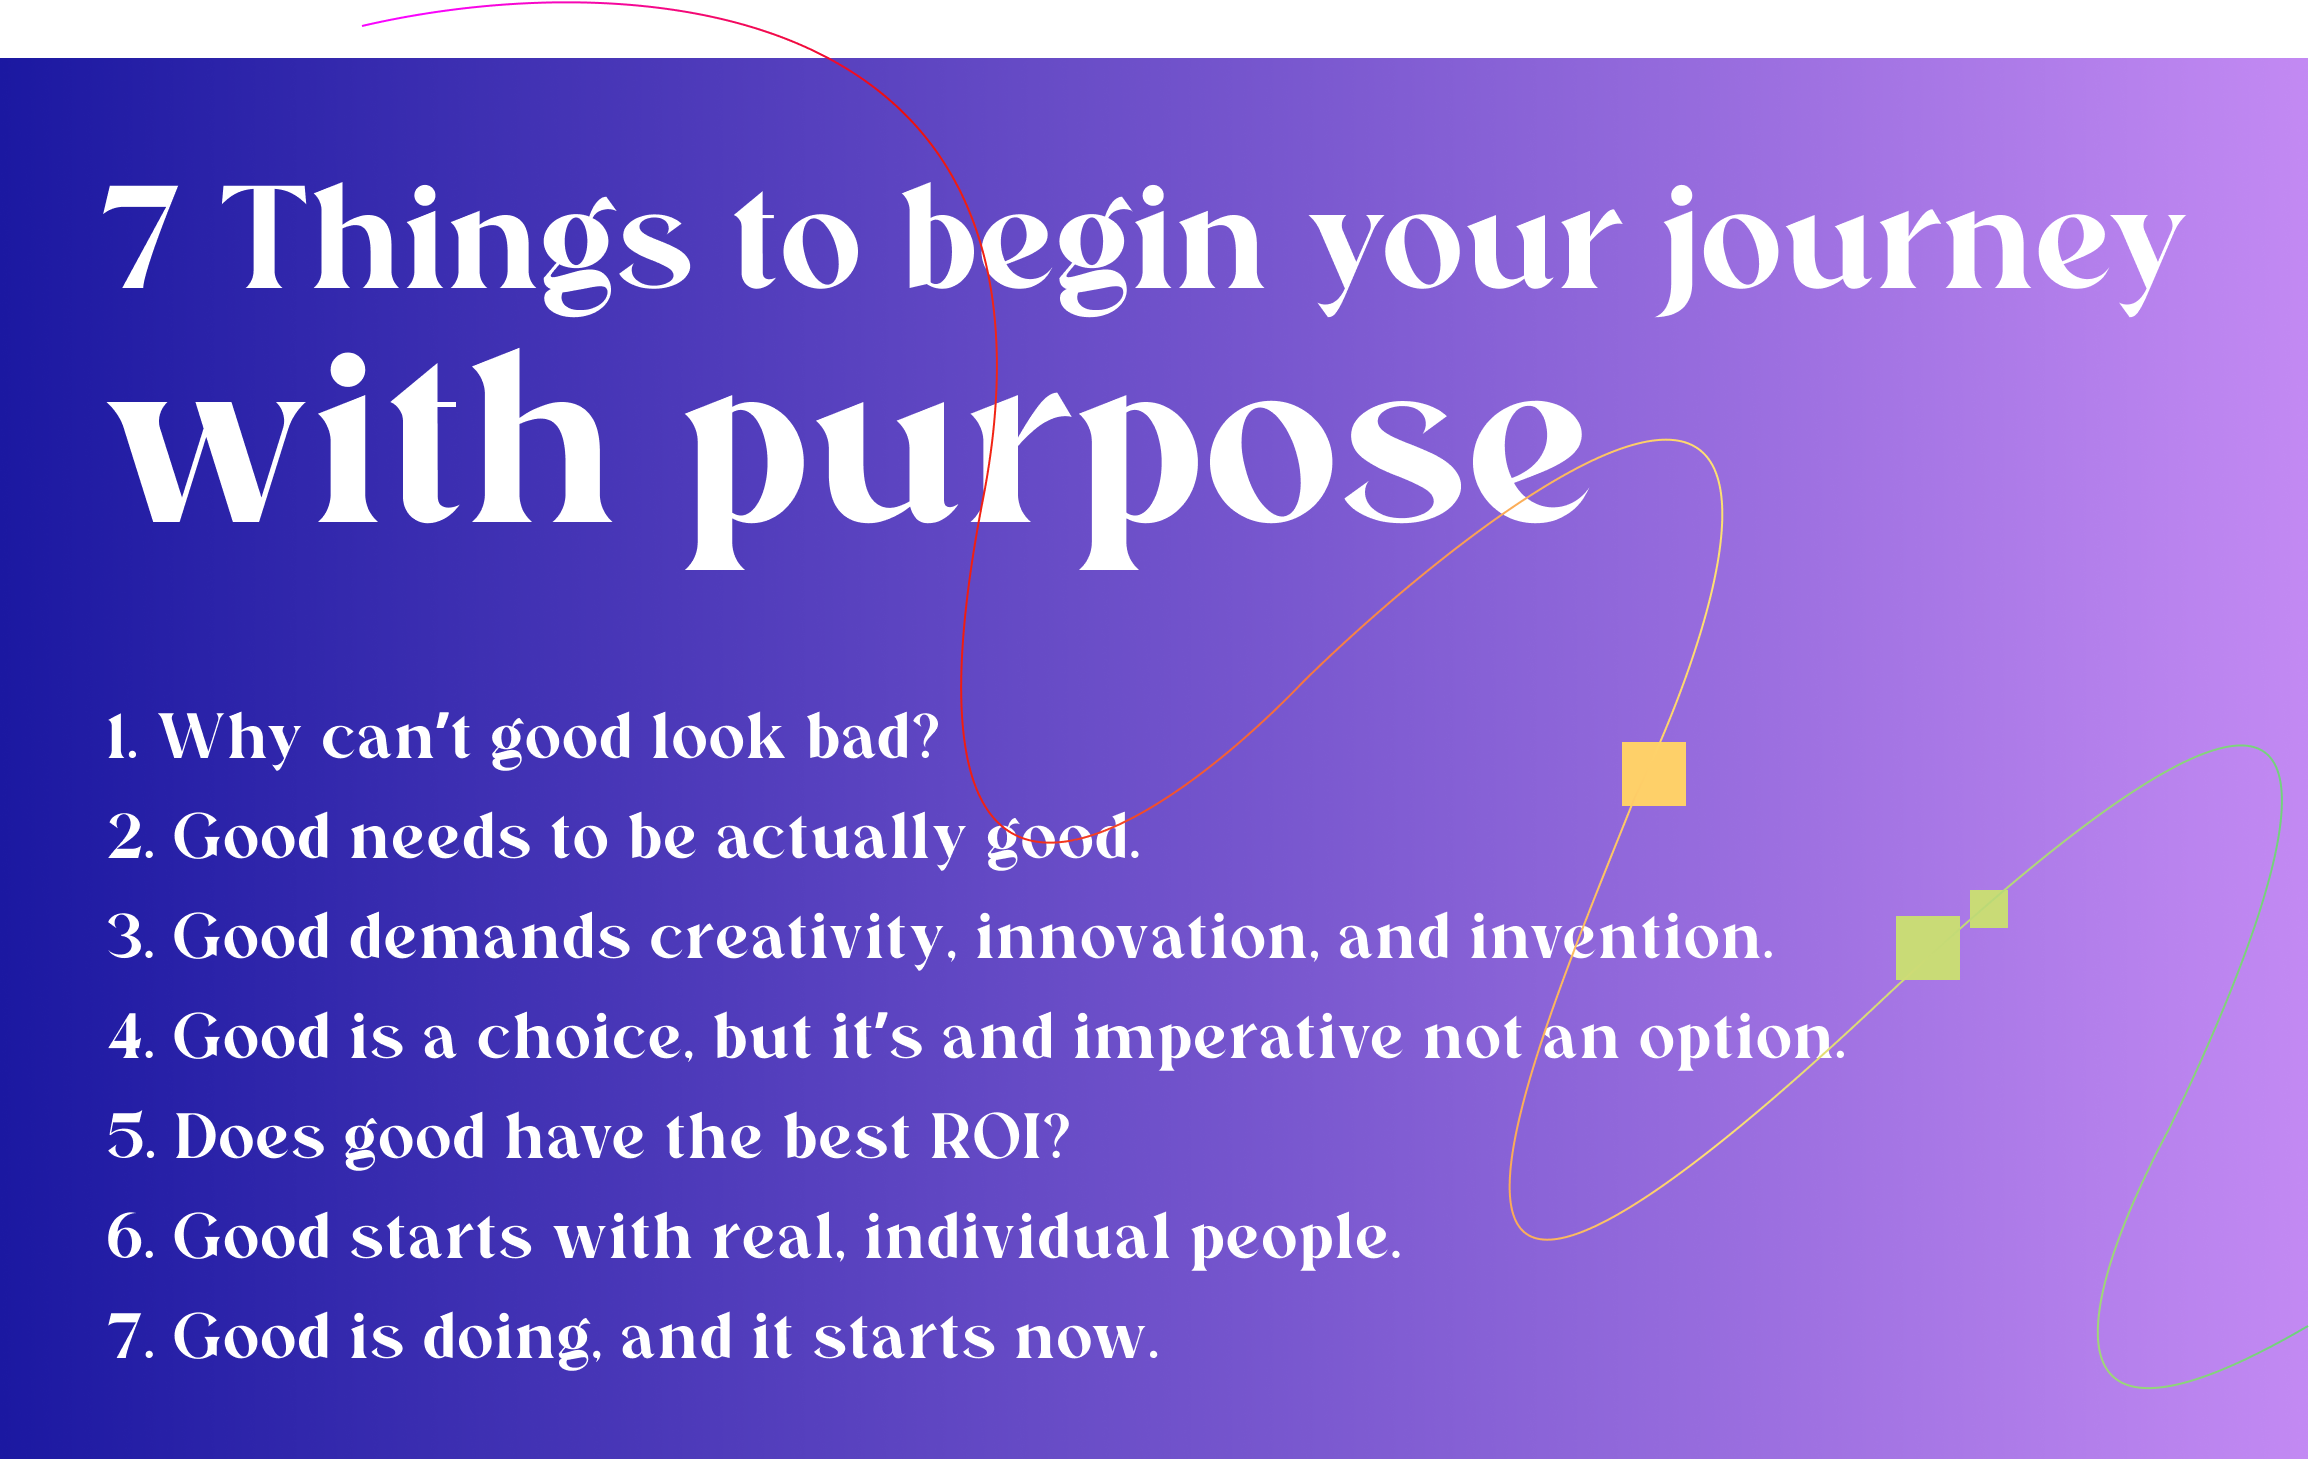 7 Things to begin your journey
with purpose
1. Why can't good look bad?
2. Good needs to be actually good.
3. Good demands creativity, innovation, and invention.
4. Good is a choice, but it's and imperative not an option.
5. Does good have the best ROI?
6. Good starts with real, individual people.
7. Good is doing, and it starts now.